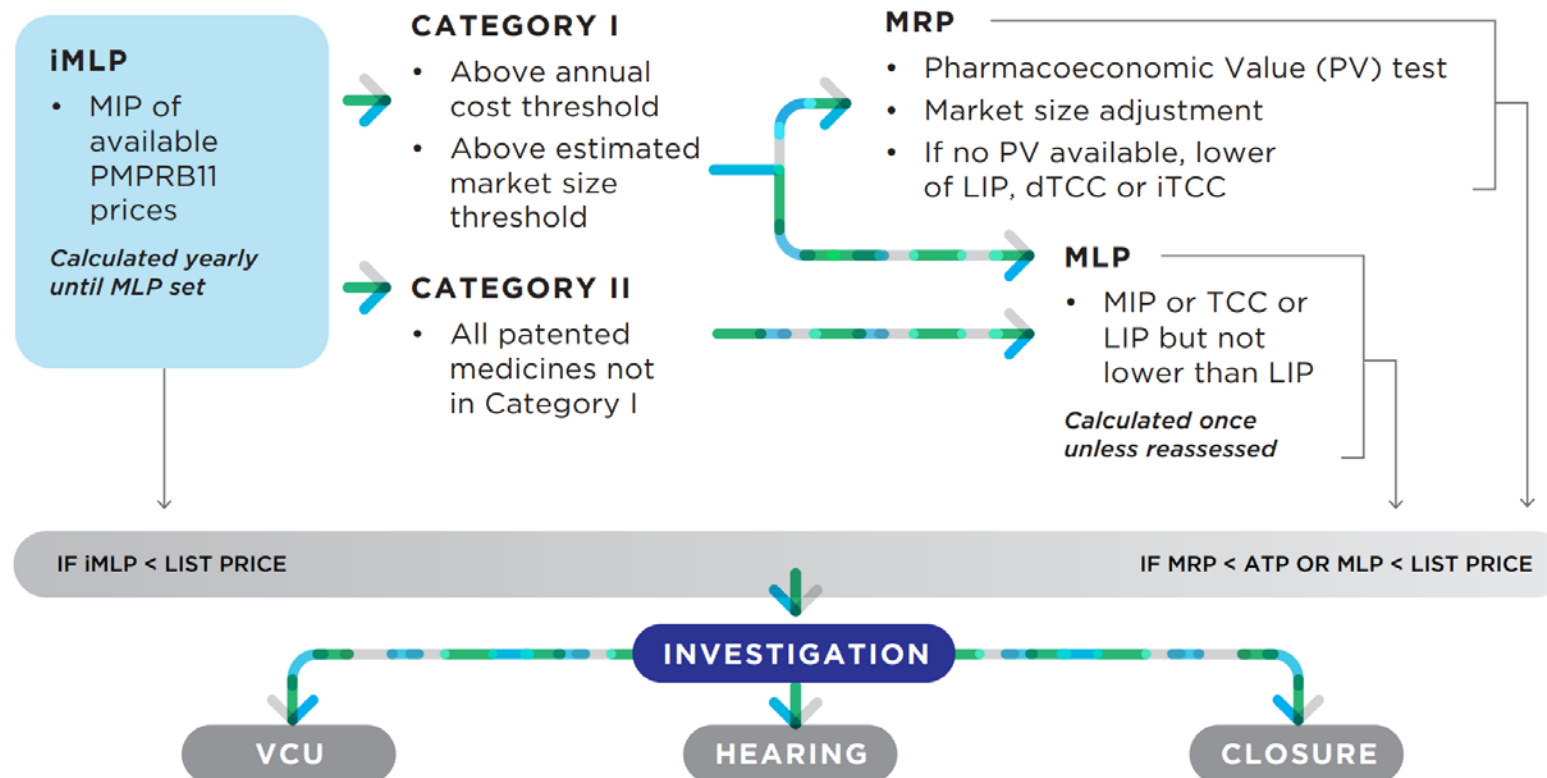 iMLP
• MIP of
available
PMPRB11
prices
Calculated yearly
until MLP set
CATEGORY I
• Above annual
cost threshold
• Above estimated
market size
threshold
CATEGORY II
• All patented
medicines not
in Category I
MRP
• Pharmacoeconomic Value (PV) test
• Market size adjustment
• If no PV available, lower
of LIP, dTCC or iTCC
MLP
• MIP or TCC or
LIP but not
lower than LIP
Calculated once
unless reassessed
IF iMLP < LIST PRICE
IF MRP < ATP OR MLP < LIST PRICE
INVESTIGATION
VCU
HEARING
CLOSURE